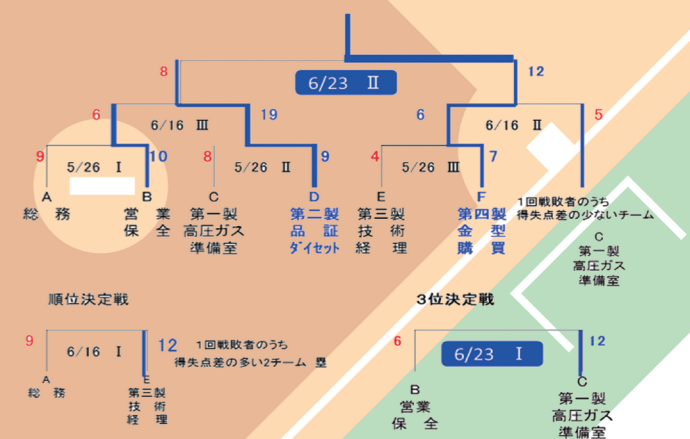 8 12
6/23 Ⅱ
6 19 6 5
6/16 Ⅲ 6/16 Ⅱ
9 10 8 9 4 7
5/26 Ⅰ 5/26 Ⅱ 5/26 Ⅲ
A B C D E F
総務 営業 第一製 第二製 第三製 第四製
保全 高圧ガス 品証 技術 金型
準備室 ダイセット 経理 購買
1回戦敗者のうち
得失点差の少ないチーム
C
第一製
高圧ガス
準備室
順位決定戦
9 12
6/16 Ⅰ
1回戦敗者のうち
得失点差の多い2チーム 塁
A E
総務 第三製
技術
経理
3位決定戦
6 12
6/23 Ⅰ
B C
営業 第一製
保全 高圧ガス
準備室